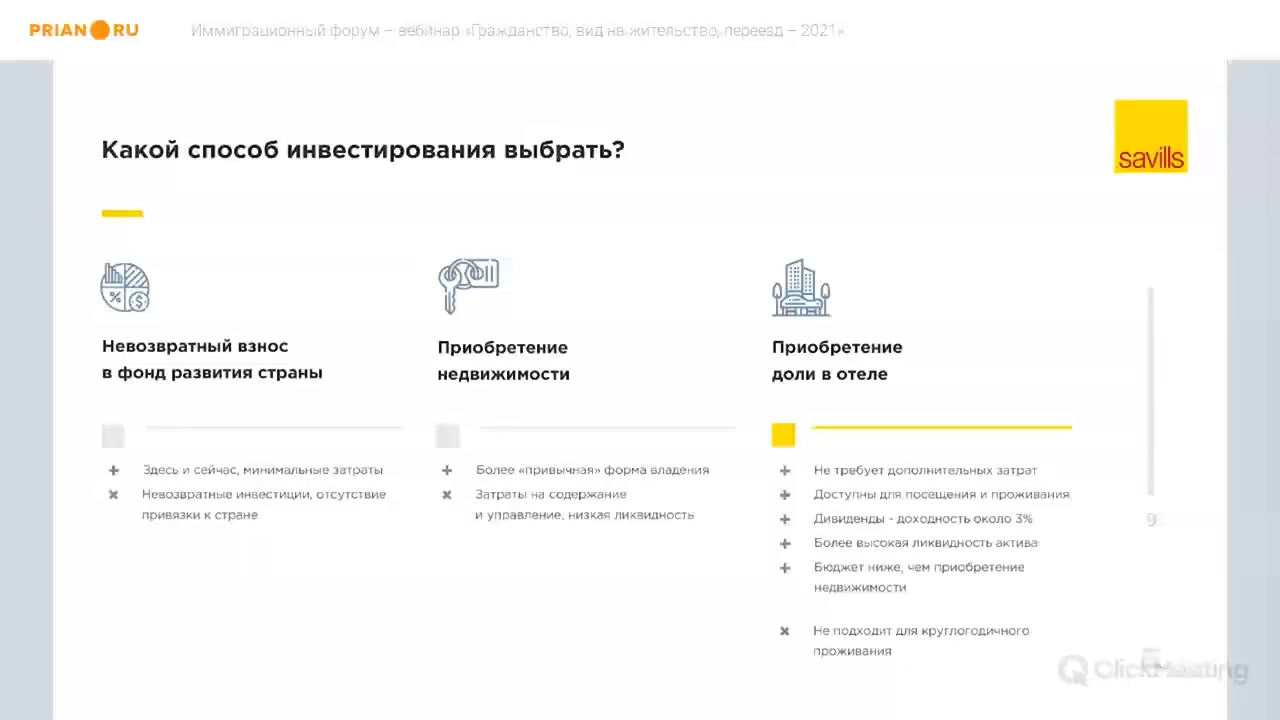 PRIAN RU
Иммиграционный форум – вебинар «Гражданство, вид на жительство, переезд – 2021»
Какой способ инвестирования выбрать?
savills
Невозвратный взнос
в фонд развития страны
+ Здесь и сейчас, минимальные затраты
× Невозвратные инвестиции, отсутствие
привязки к стране
Приобретение
недвижимости
+ Более «привычная» форма владения
× Затраты на содержание
и управление, низкая ликвидность
Приобретение
доли в отеле
+ Не требует дополнительных затрат
+ Доступны для посещения и проживания
+ Дивиденды - доходность около 3%
+ Более высокая ликвидность актива
+ Бюджет ниже, чем приобретение
недвижимости
× Не подходит для круглогодичного
проживания
9
ClickMeeting